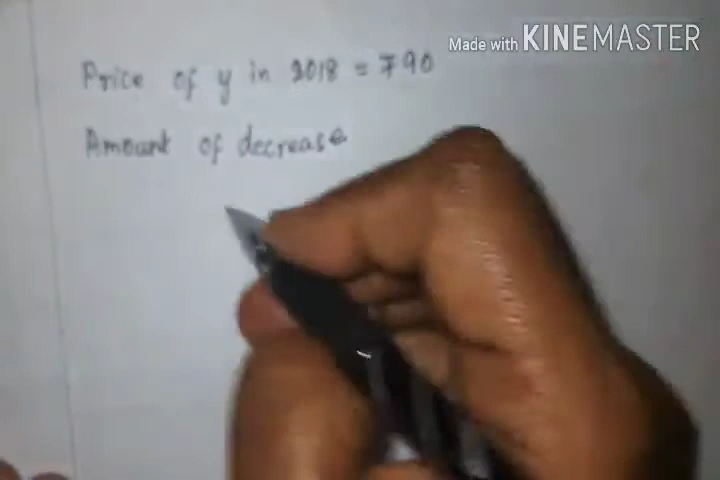 Made with KINEMASTER
Price of y in 2018 = ₹90
Amount of decrease